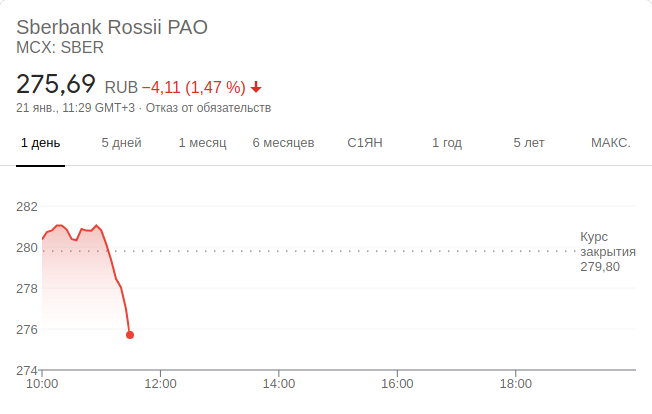 Sberbank Rossii PAO
MCX: SBER
275,69 RUB −4,11 (1,47 %)
21 янв., 11:29 GMT+3 · Отказ от обязательств
1 день 5 дней 1 месяц 6 месяцев С1ЯН 1 год 5 лет МАКС.
282
280
278
276
274
Курс
закрытия
279,80
10:00 12:00 14:00 16:00 18:00